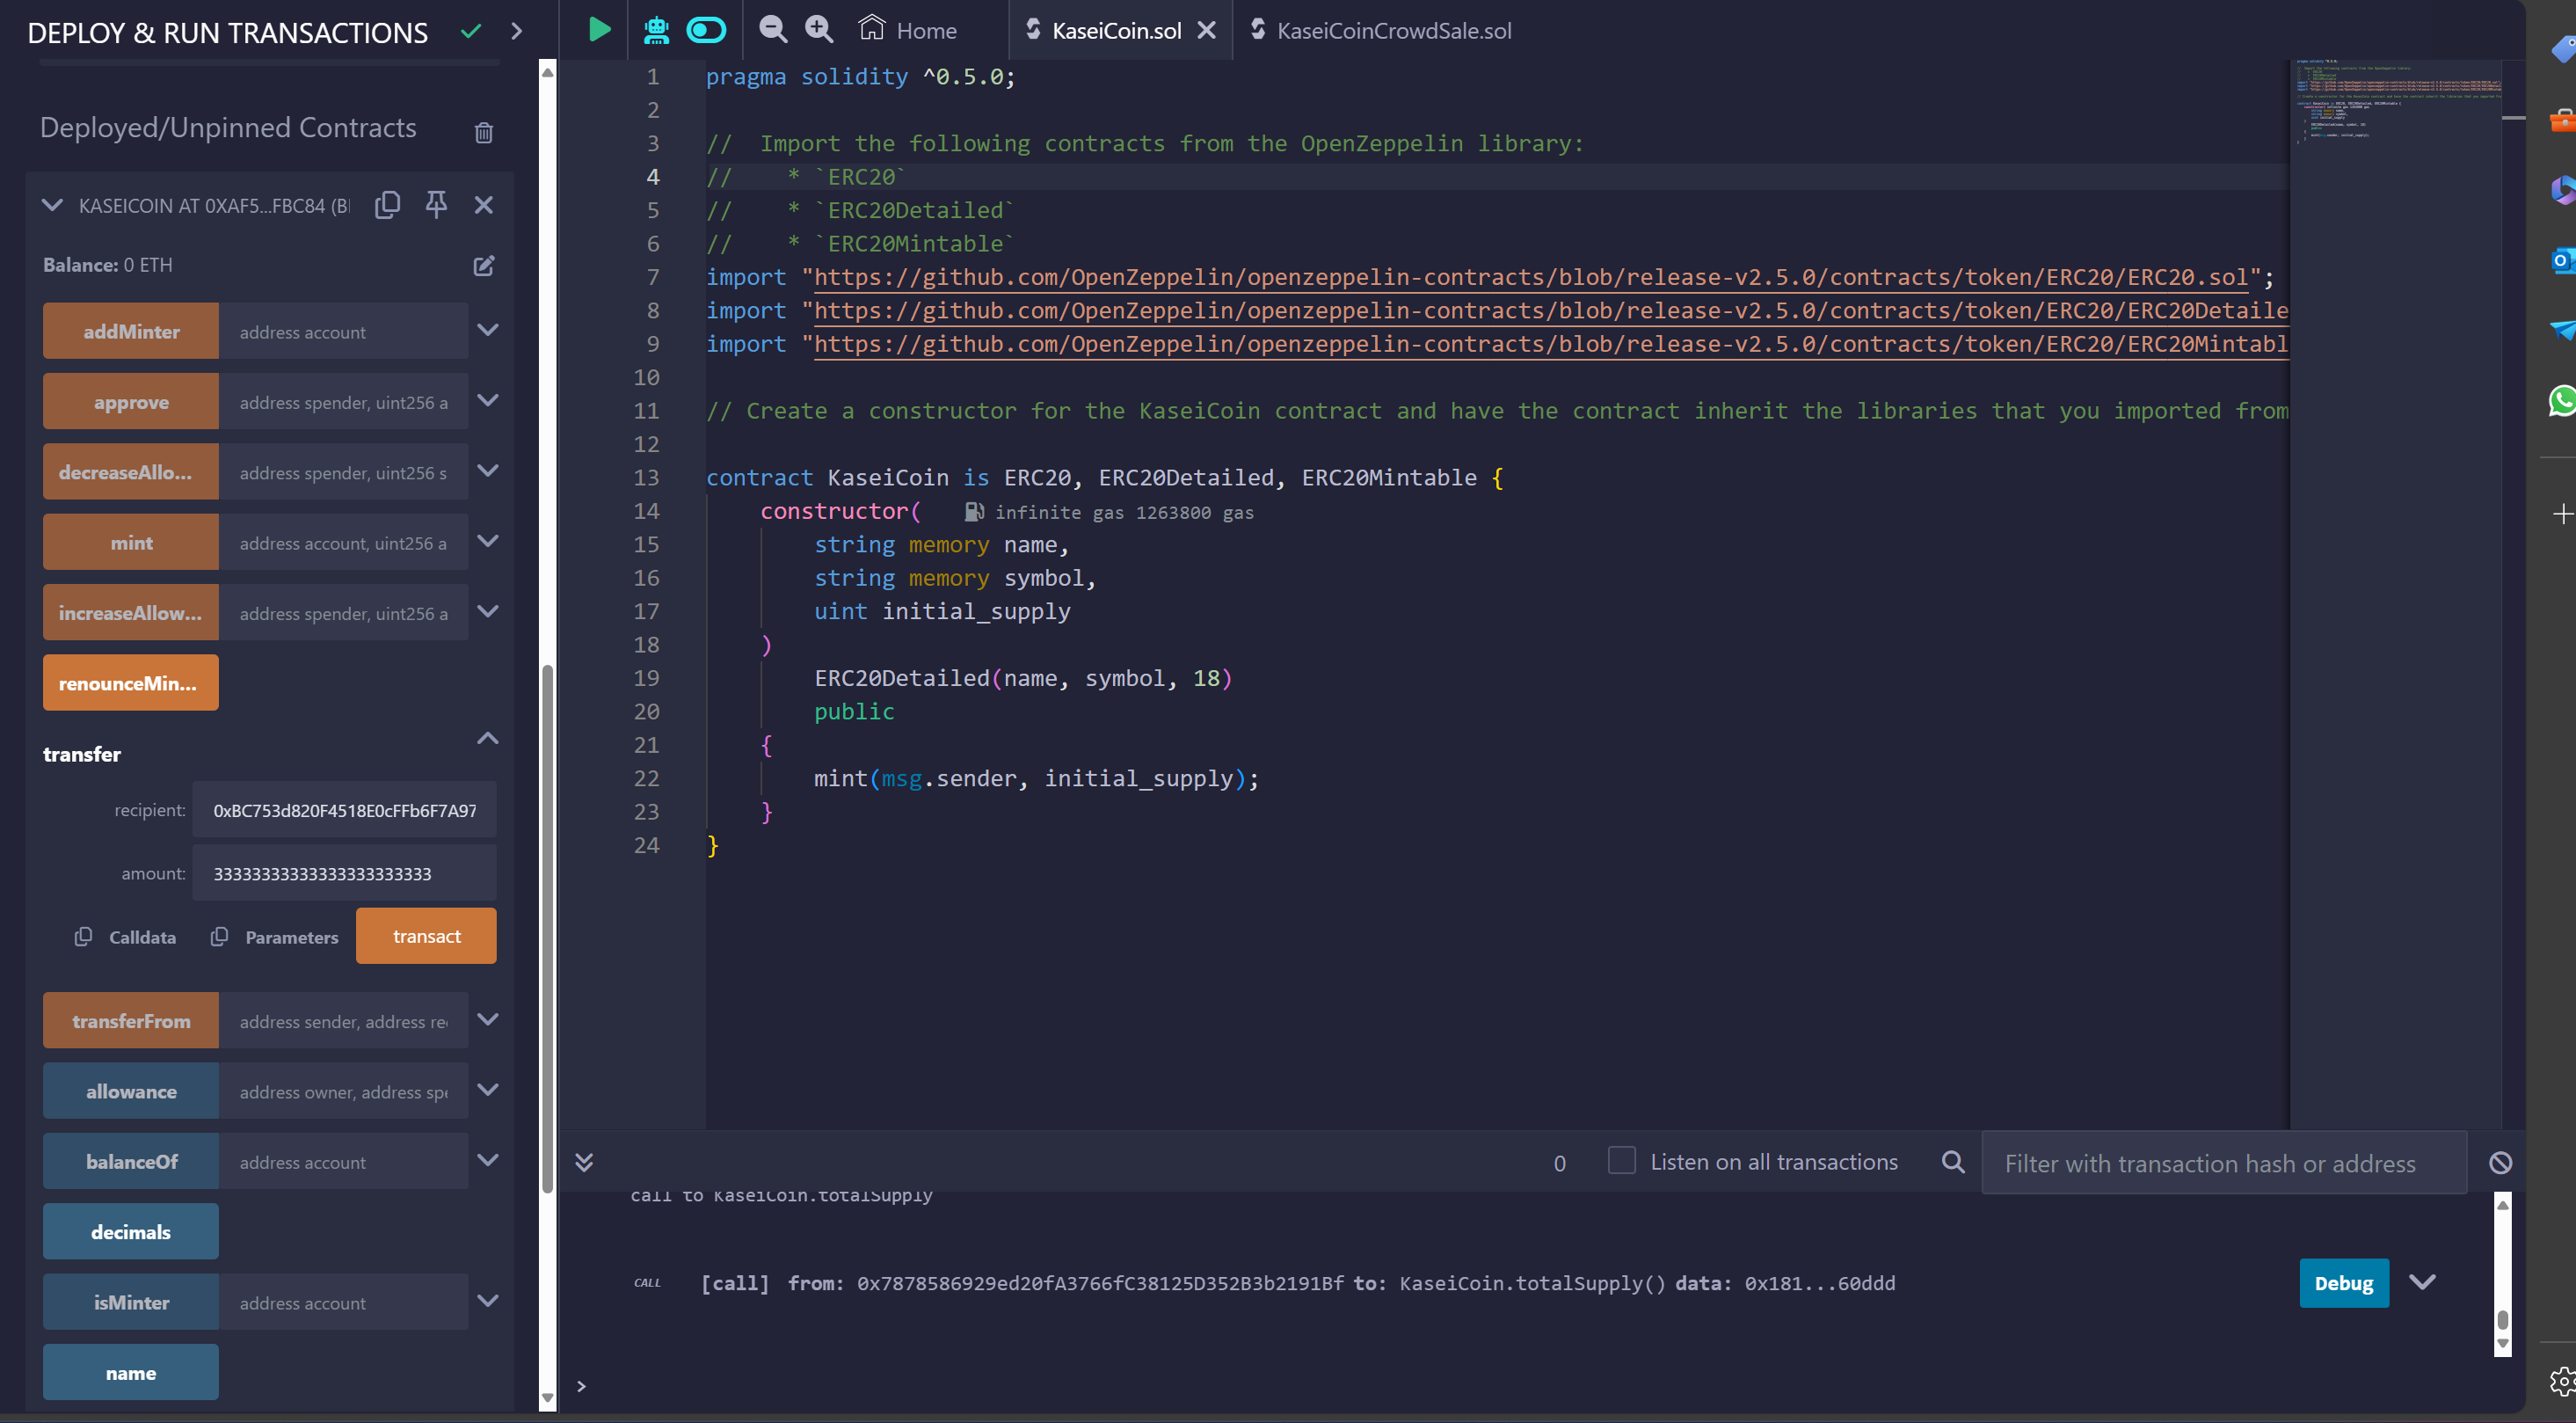 DEPLOY & RUN TRANSACTIONS
Deployed/Unpinned Contracts
KASEICOIN AT 0XAF5...FBC84 (Bl
Balance: 0 ETH
addMinter address account
approve address spender, uint256 a
decreaseAllo... address spender, uint256 s
mint address account, uint256 a
increaseAllow... address spender, uint256 a
renounceMin...
transfer
recipient: 0xBC753d820F4518E0cFFb6F7A97
Calldata Parameters transact
amount:
transferFrom address sender, address re
allowance address owner, address spe
balanceOf address account
decimals
isMinter address account
name
Home KaseiCoin.sol KaseiCoinCrowdSale.sol
1 pragma solidity ^0.5.0;
2
3 //  Import the following contracts from the OpenZeppelin library:
4 //    * `ERC20`
5 //    * `ERC20Detailed`
6 //    * `ERC20Mintable`
7 import "https://github.com/OpenZeppelin/openzeppelin-contracts/blob/release-v2.5.0/contracts/token/ERC20/ERC20.sol";
8 import "https://github.com/OpenZeppelin/openzeppelin-contracts/blob/release-v2.5.0/contracts/token/ERC20/ERC20Detaile
9 import "https://github.com/OpenZeppelin/openzeppelin-contracts/blob/release-v2.5.0/contracts/token/ERC20/ERC20Mintabl
10
11 // Create a constructor for the KaseiCoin contract and have the contract inherit the libraries that you imported from
12
13 contract KaseiCoin is ERC20, ERC20Detailed, ERC20Mintable {
14     constructor( infinite gas 1263800 gas
15         string memory name,
16         string memory symbol,
17         uint initial_supply
18     )
19         ERC20Detailed(name, symbol, 18)
20         public
21     {
22         mint(msg.sender, initial_supply);
23     }
24 }
0 Listen on all transactions Filter with transaction hash or address
call to KaseiCoin.totalSupply
CALL [call] from: 0x7878586929ed20fA3766fC38125D352B3b2191Bf to: KaseiCoin.totalSupply() data: 0x181...60ddd Debug
>